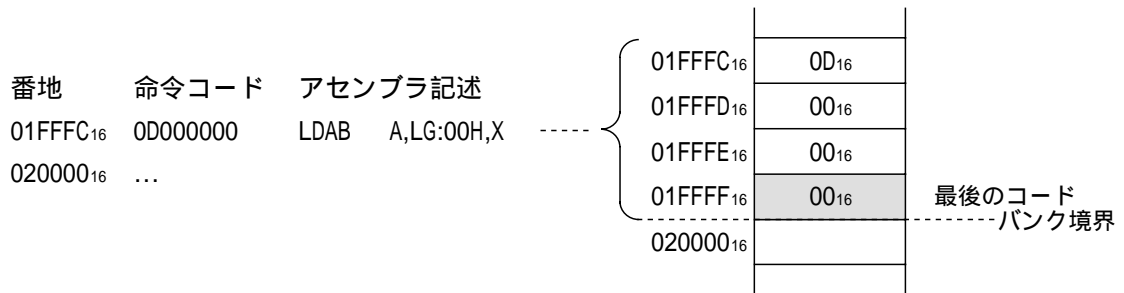 番地 命令コード アセンブラ記述
01FFFC16 0D000000 LDAB A,LG:00H,X
02000016 …
01FFFC16 0D16
01FFFD16 0016
01FFFE16 0016
01FFFF16 0016 最後のコード
バンク境界
02000016